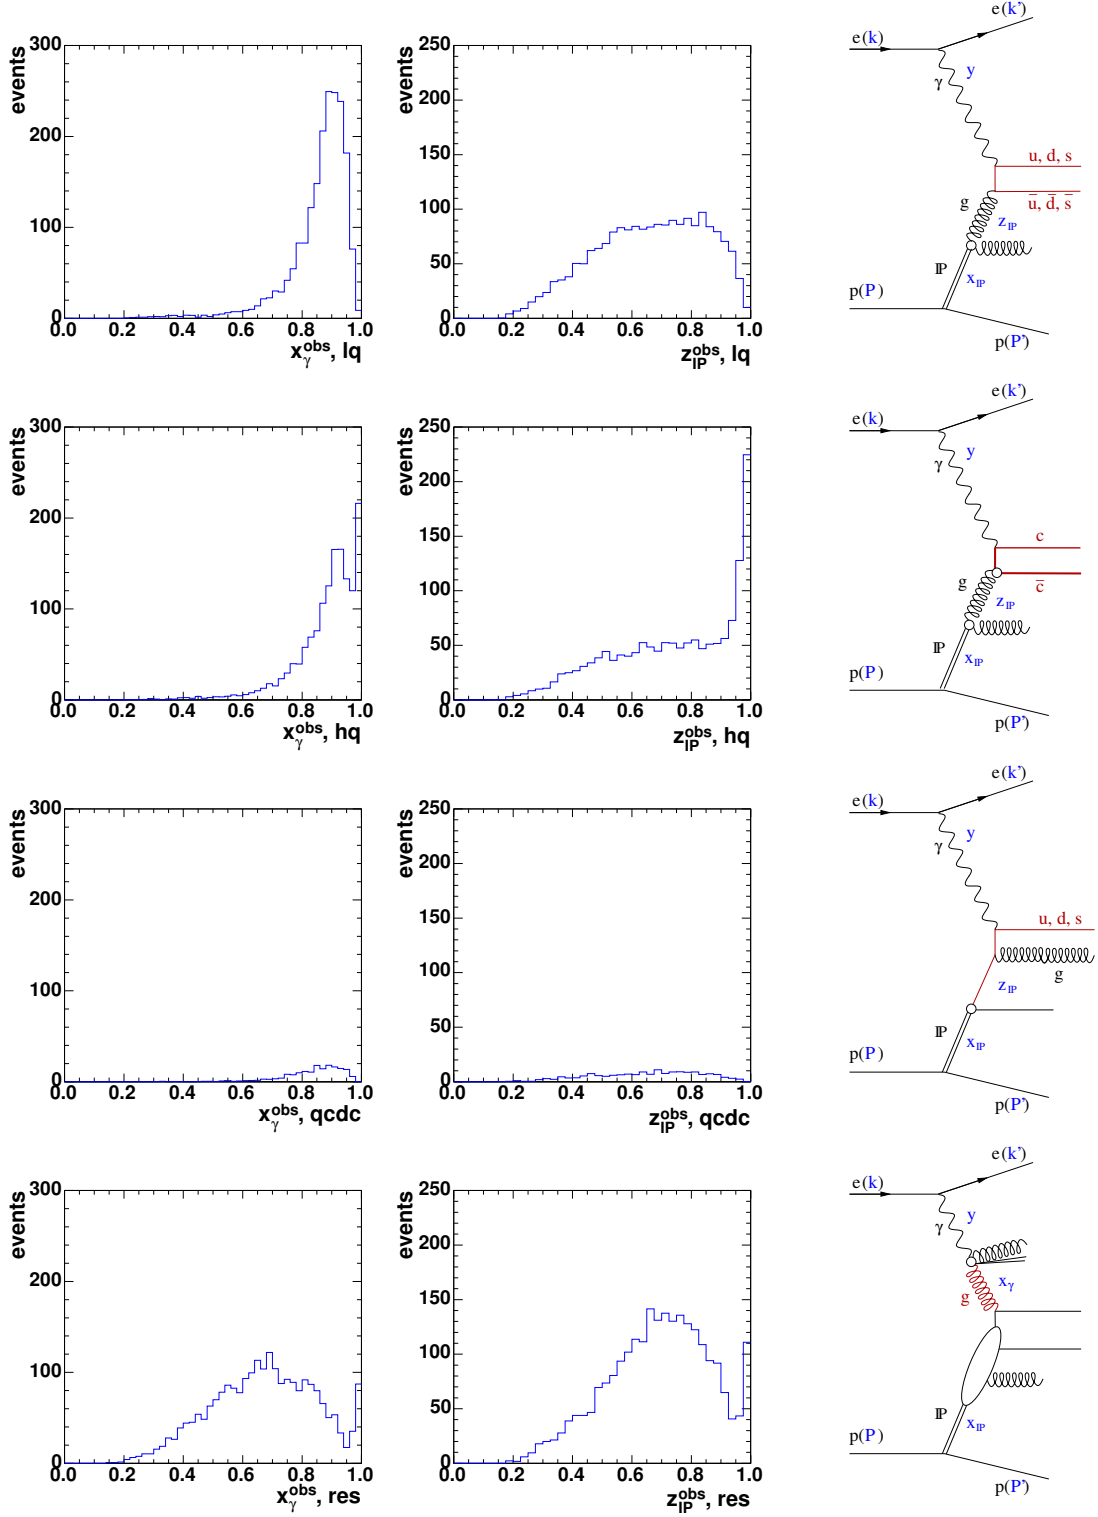 events
300
200
100
0
0.0 0.2 0.4 0.6 0.8 1.0
xγ^obs, lq
events
250
200
150
100
50
0
0.0 0.2 0.4 0.6 0.8 1.0
z_IP^obs, lq
e(k')
e(k)
y
γ
u, d, s
ū, d̄, s̄
g
z_IP
IP
x_IP
p(P)
p(P')
events
300
200
100
0
0.0 0.2 0.4 0.6 0.8 1.0
xγ^obs, hq
events
250
200
150
100
50
0
0.0 0.2 0.4 0.6 0.8 1.0
z_IP^obs, hq
e(k')
e(k)
y
γ
c
c̄
g
z_IP
IP
x_IP
p(P)
p(P')
events
300
200
100
0
0.0 0.2 0.4 0.6 0.8 1.0
xγ^obs, qcdc
events
250
200
150
100
50
0
0.0 0.2 0.4 0.6 0.8 1.0
z_IP^obs, qcdc
e(k')
e(k)
y
γ
u, d, s
g
z_IP
IP
x_IP
p(P)
p(P')
events
300
200
100
0
0.0 0.2 0.4 0.6 0.8 1.0
xγ^obs, res
events
250
200
150
100
50
0
0.0 0.2 0.4 0.6 0.8 1.0
z_IP^obs, res
e(k')
e(k)
y
γ
xγ
g
IP
x_IP
p(P)
p(P')